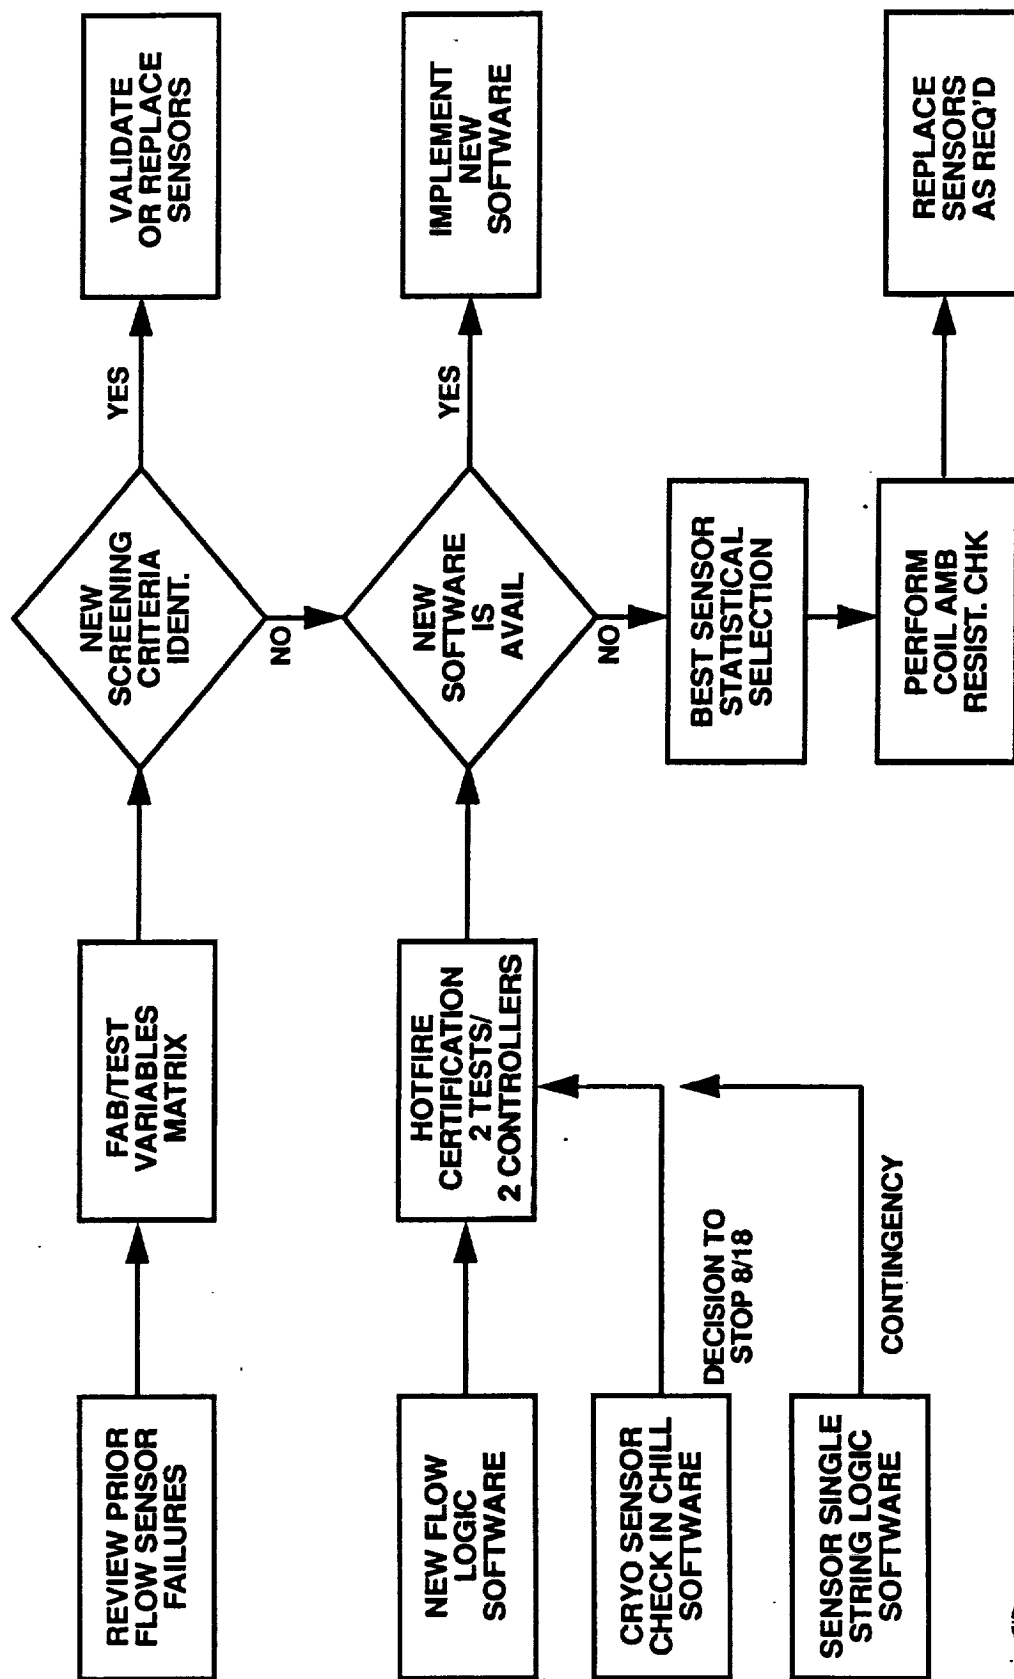 REVIEW PRIOR
FLOW SENSOR
FAILURES
FAB/TEST
VARIABLES
MATRIX
NEW
SCREENING
CRITERIA
IDENT.
YES
VALIDATE
OR REPLACE
SENSORS
NO
NEW FLOW
LOGIC
SOFTWARE
HOTFIRE
CERTIFICATION
2 TESTS/
2 CONTROLLERS
NEW
SOFTWARE
IS
AVAIL
YES
IMPLEMENT
NEW
SOFTWARE
NO
CRYO SENSOR
CHECK IN CHILL
SOFTWARE
DECISION TO
STOP 8/18
BEST SENSOR
STATISTICAL
SELECTION
SENSOR SINGLE
STRING LOGIC
SOFTWARE
CONTINGENCY
PERFORM
COIL AMB
RESIST. CHK
REPLACE
SENSORS
AS REQ'D